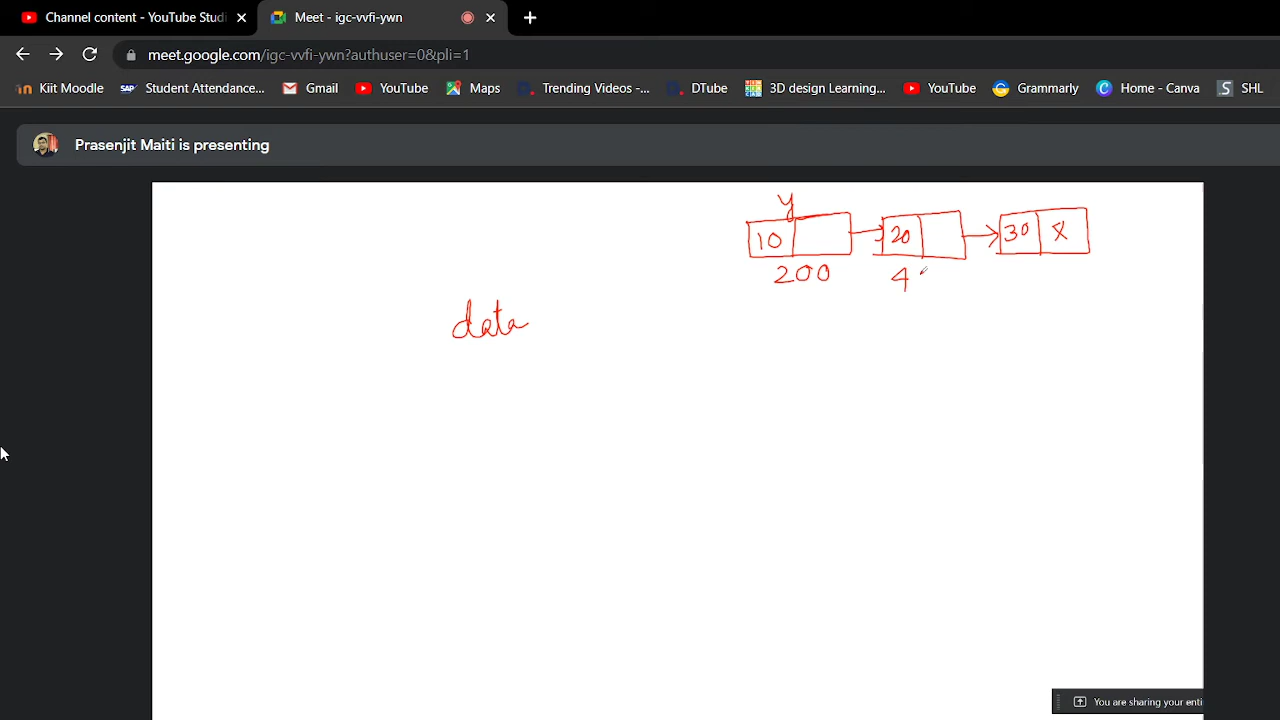 Channel content - YouTube Studi
Meet - igc-vvfi-ywn
meet.google.com/igc-vvfi-ywn?authuser=0&pli=1
Kiit Moodle
Student Attendance...
Gmail
YouTube
Maps
Trending Videos -...
DTube
3D design Learning...
YouTube
Grammarly
Home - Canva
SHL
Prasenjit Maiti is presenting
y
10 20 30 X
200 4
data
You are sharing your enti